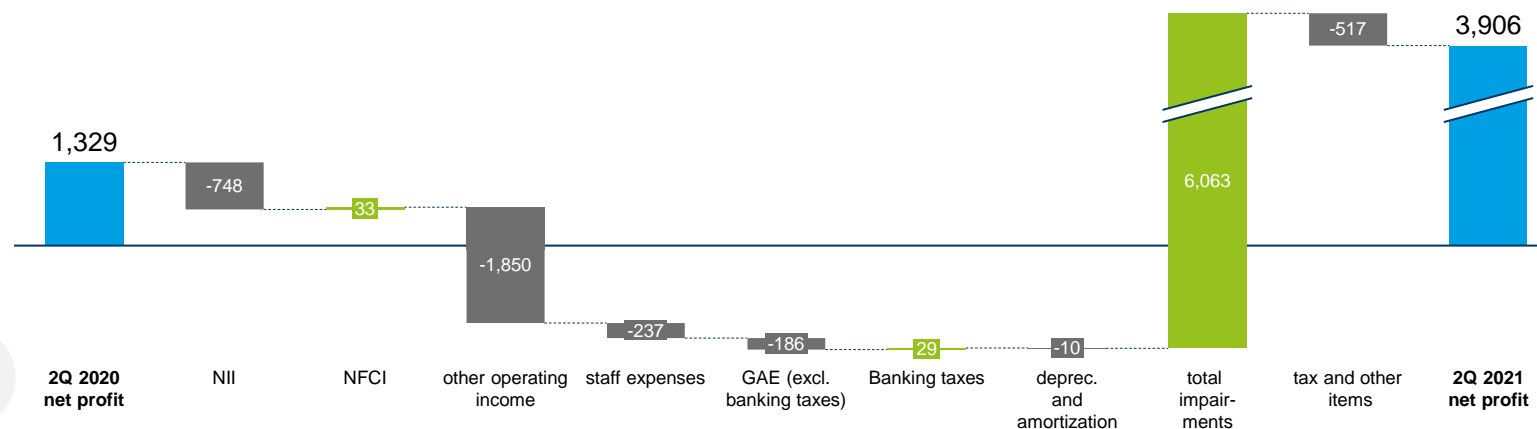 1,329
-748
33
-1,850
-237
-186
29
-10
6,063
-517
3,906
2Q 2020
net profit
NII
NFCI
other operating
income
staff expenses
GAE (excl.
banking taxes)
Banking taxes
deprec.
and
amortization
total
impair-
ments
tax and other
items
2Q 2021
net profit